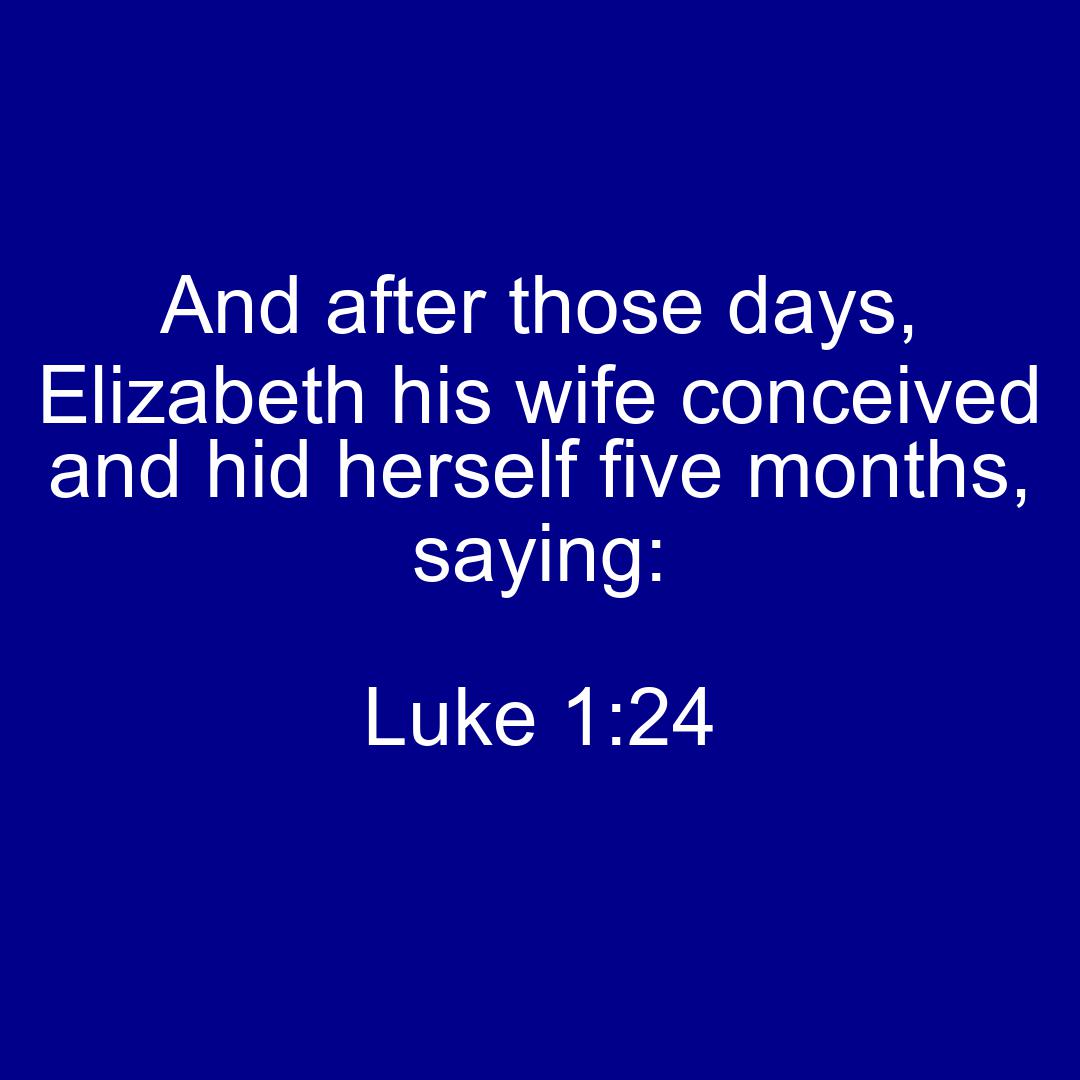 And after those days,
Elizabeth his wife conceived
and hid herself five months,
saying:
Luke 1:24